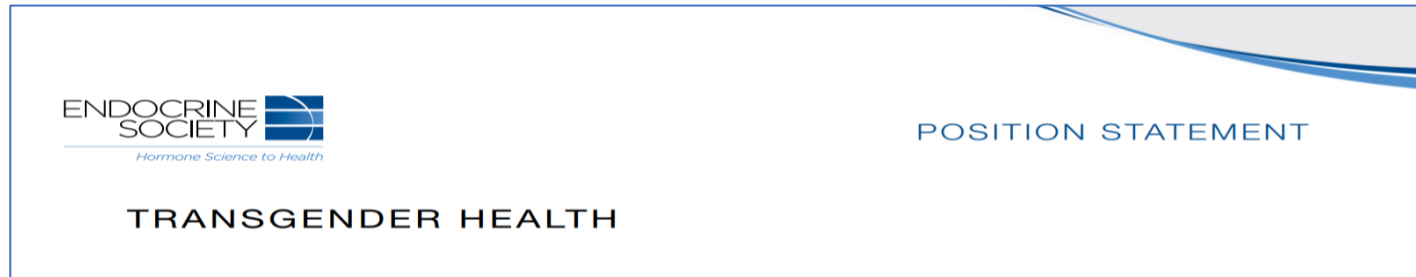 ENDOCRINE
SOCIETY
Hormone Science to Health
POSITION STATEMENT
TRANSGENDER HEALTH